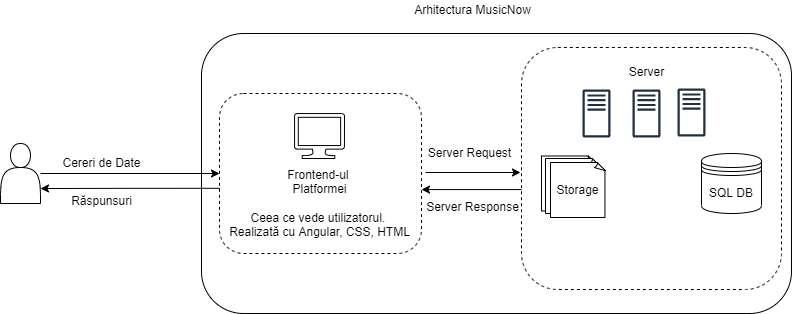 Arhitectura MusicNow
Server
Cereri de Date
Răspunsuri
Frontend-ul
Platformei
Ceea ce vede utilizatorul.
Realizată cu Angular, CSS, HTML
Server Request
Server Response
Storage
SQL DB